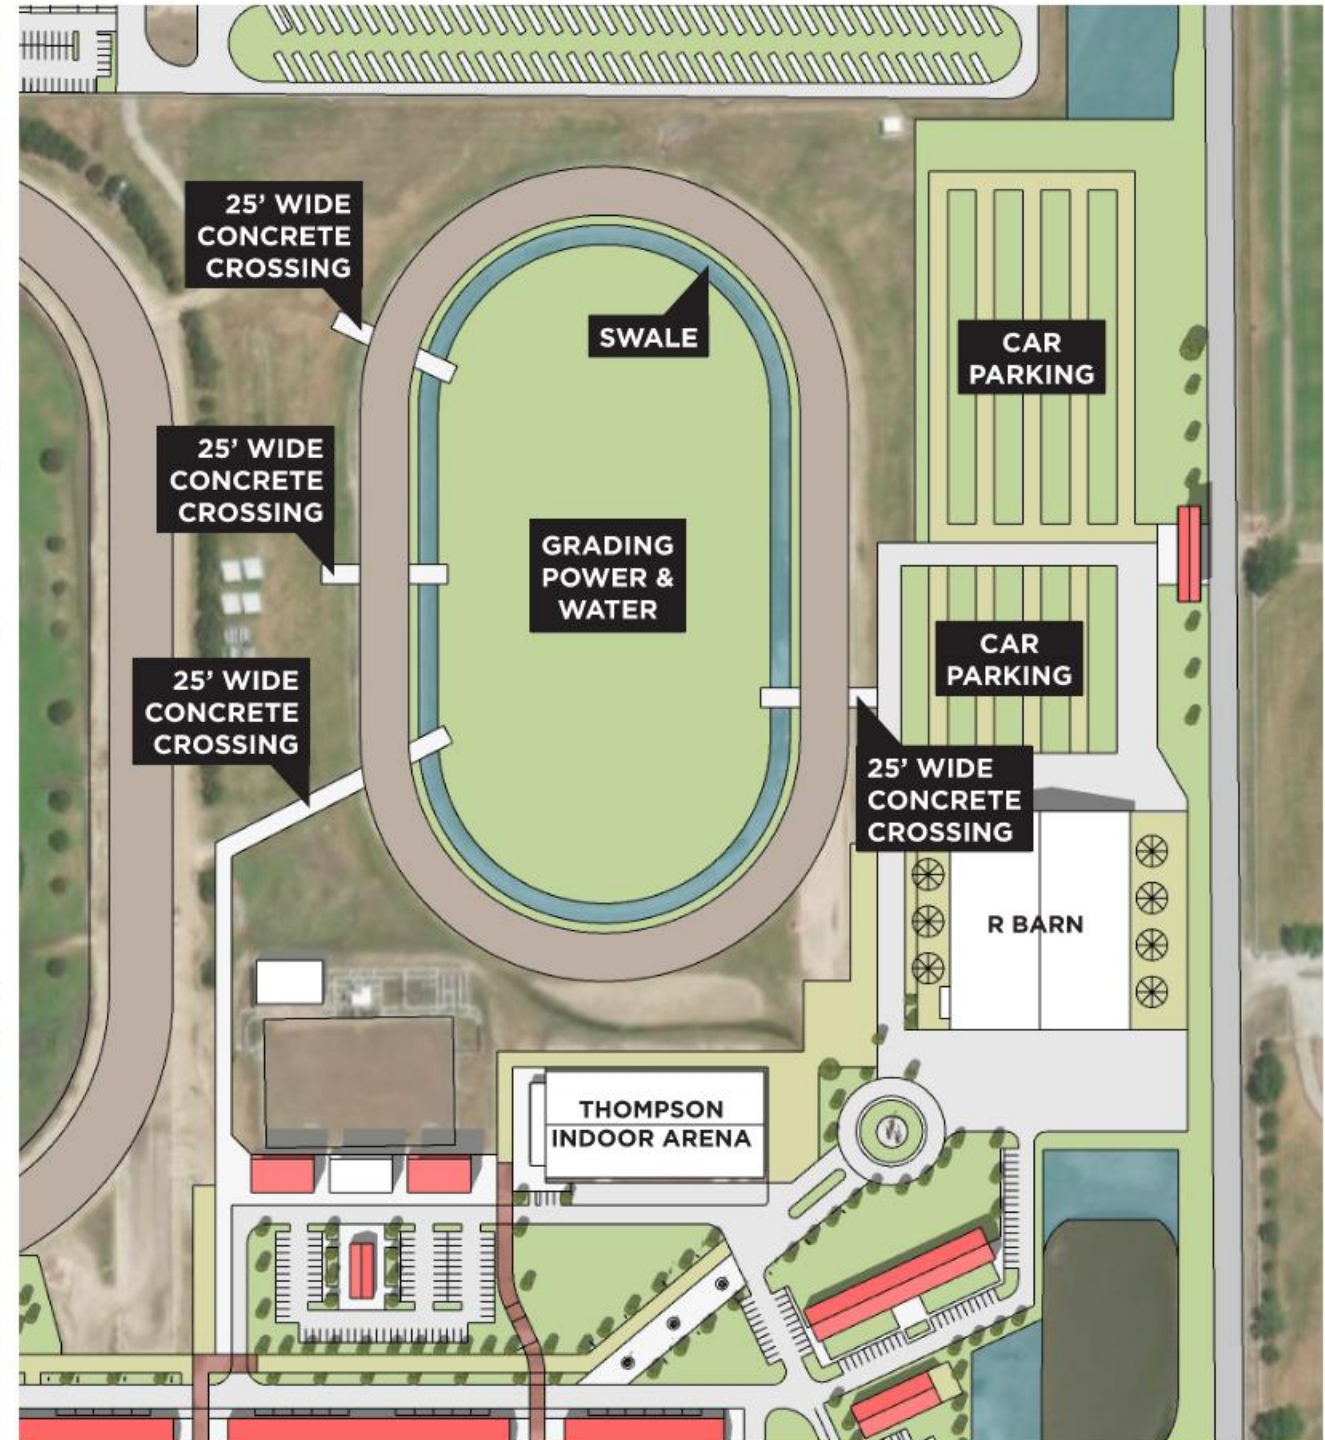 25’ WIDE
CONCRETE
CROSSING
SWALE
CAR
PARKING
25’ WIDE
CONCRETE
CROSSING
GRADING
POWER &
WATER
CAR
PARKING
25’ WIDE
CONCRETE
CROSSING
25’ WIDE
CONCRETE
CROSSING
R BARN
THOMPSON
INDOOR ARENA